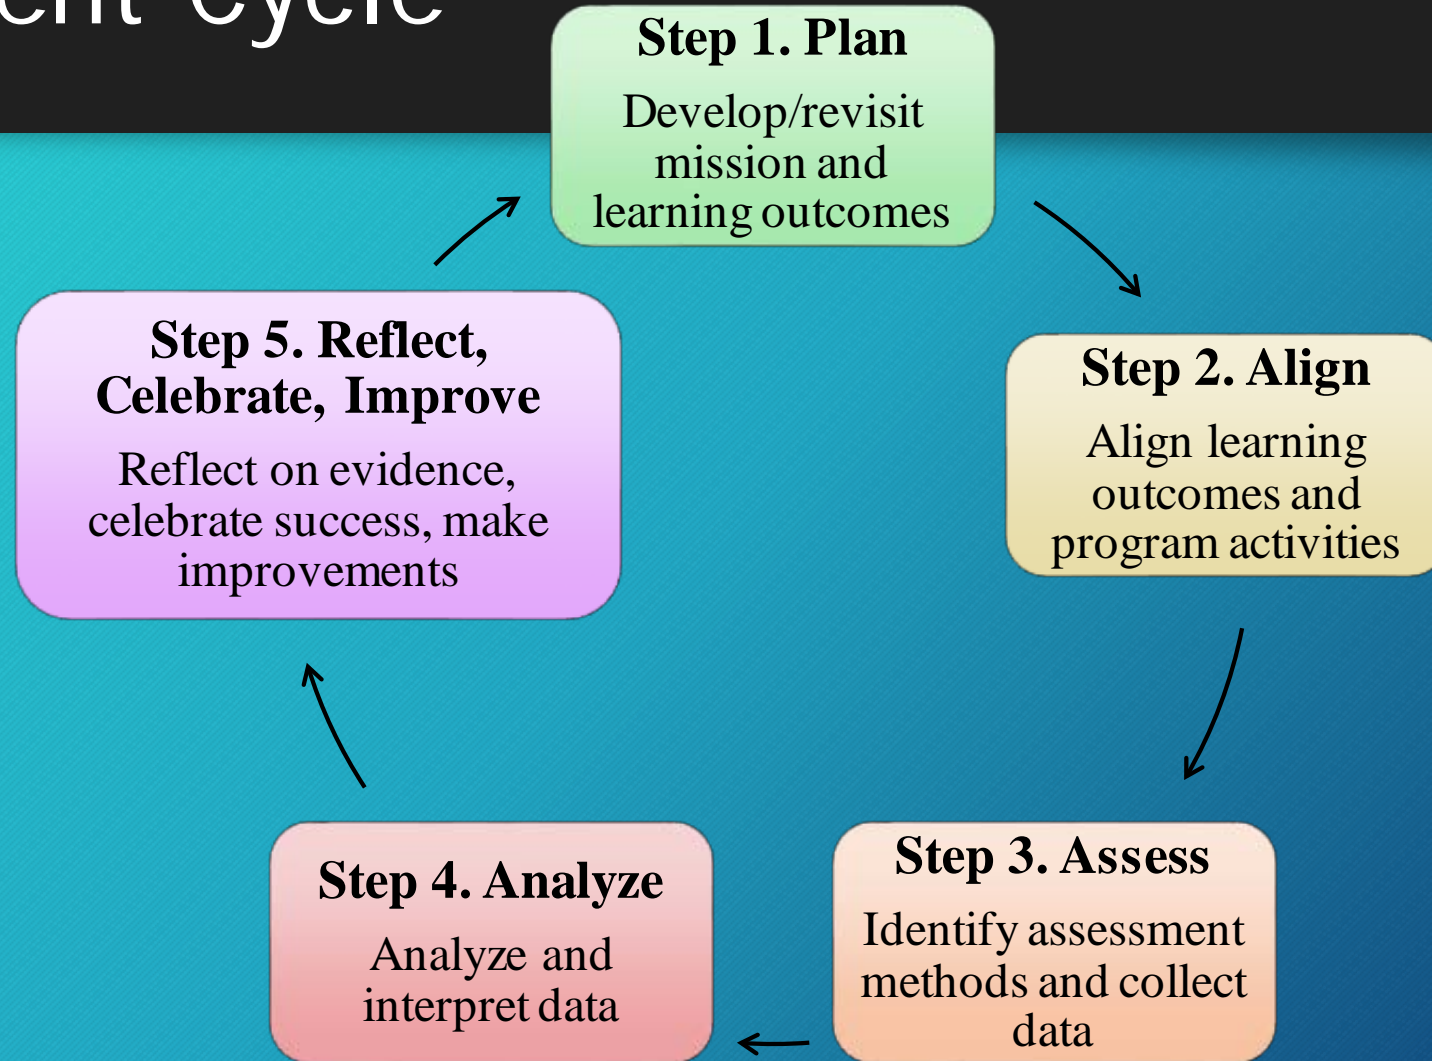 Cycle
Step 1. Plan
Develop/revisit
mission and
learning outcomes
Step 2. Align
Align learning
outcomes and
program activities
Step 3. Assess
Identify assessment
methods and collect
data
Step 4. Analyze
Analyze and
interpret data
Step 5. Reflect,
Celebrate, Improve
Reflect on evidence,
celebrate success, make
improvements